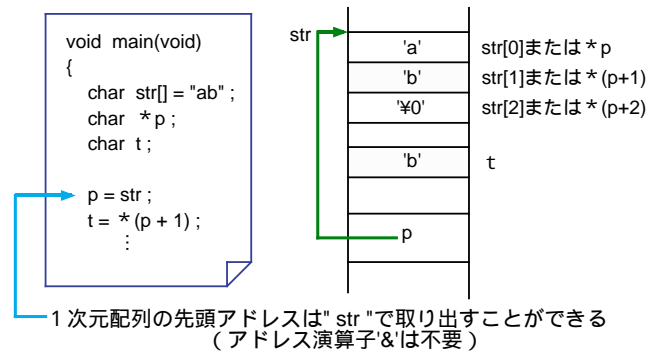 void main(void)
{
char str[] = "ab" ;
char *p ;
char t ;
p = str ;
t = *(p + 1) ;
⋮
str
'a'
str[0]または*p
'b'
str[1]または*(p+1)
'¥0'
str[2]または*(p+2)
'b'
t
p
1次元配列の先頭アドレスは" str "で取り出すことができる
(アドレス演算子'&'は不要)